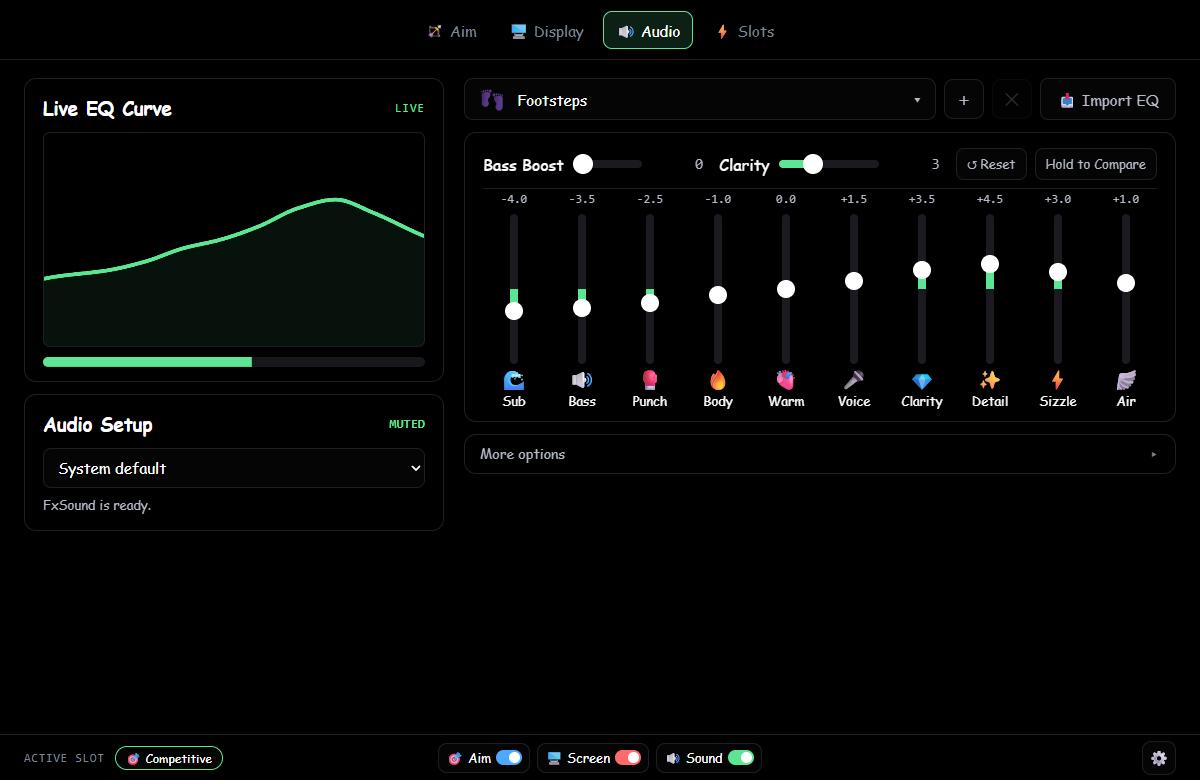 Aim
Display
Audio
Slots
Live EQ Curve
LIVE
Footsteps
+
Import EQ
Bass Boost 0 Clarity 3 Reset Hold to Compare
-4.0 -3.5 -2.5 -1.0 0.0 +1.5 +3.5 +4.5 +3.0 +1.0
Sub Bass Punch Body Warm Voice Clarity Detail Sizzle Air
Audio Setup
MUTED
System default
FxSound is ready.
More options
ACTIVE SLOT Competitive
Aim
Screen
Sound